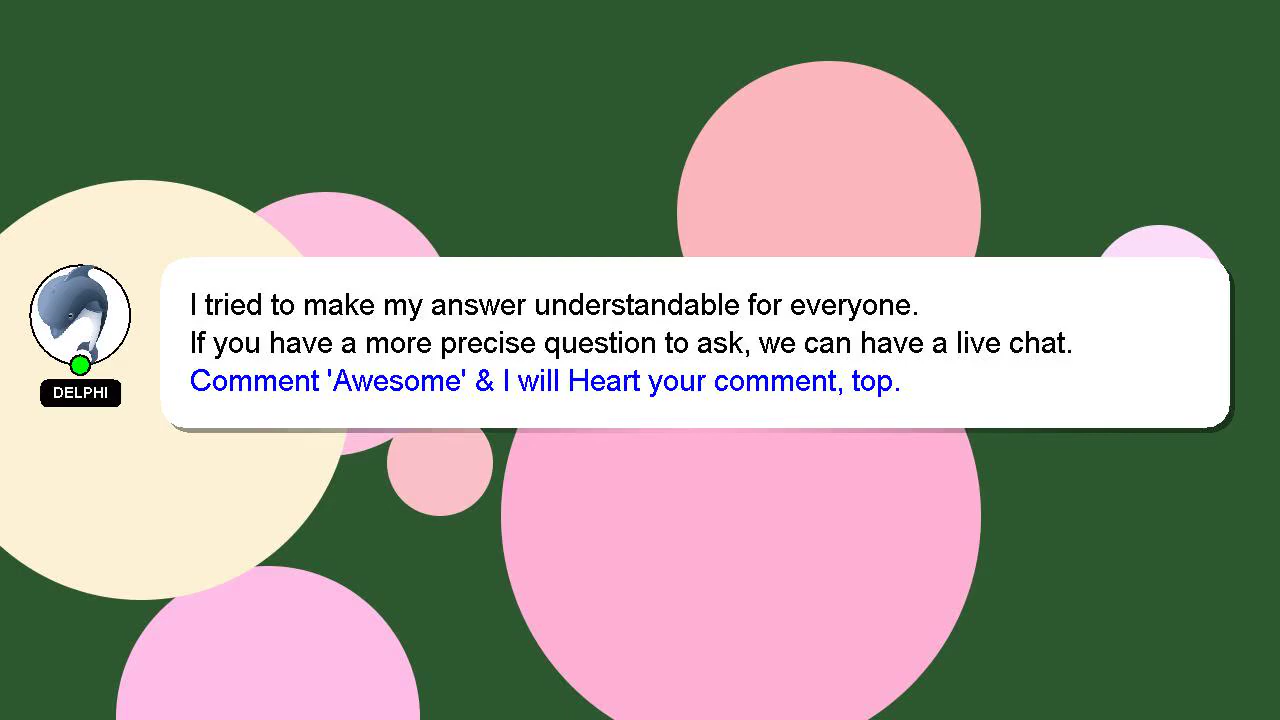 I tried to make my answer understandable for everyone.
If you have a more precise question to ask, we can have a live chat.
Comment 'Awesome' & I will Heart your comment, top.
DELPHI